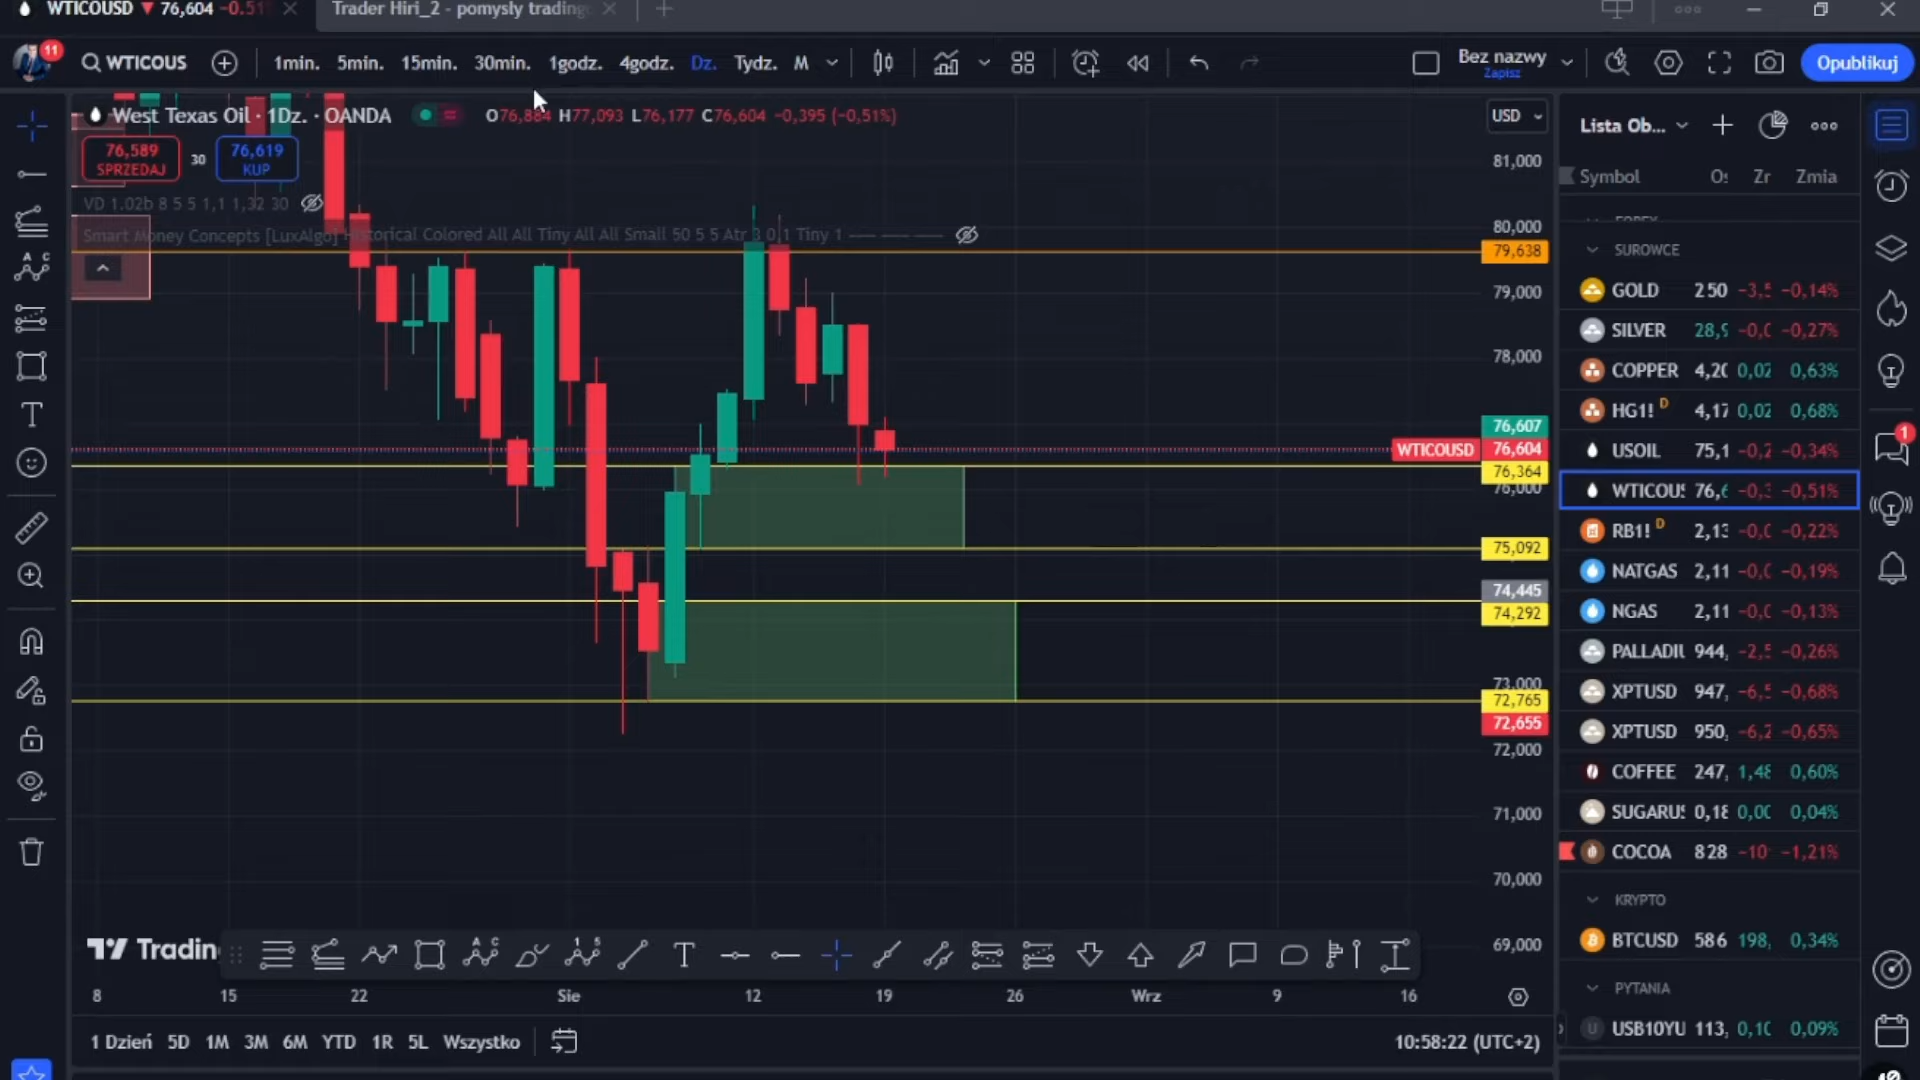 WTICOUSD ▼ 76,604 −0.51
Trader Hiri_2 - pomysły trading
11
WTICOUS
1min. 5min. 15min. 30min. 1godz. 4godz. Dz. Tydz. M
Bez nazwy
Zapisz
Opublikuj
West Texas Oil · 1Dz. · OANDA
O76,884 H77,093 L76,177 C76,604 −0,395 (−0,51%)
76,589
SPRZEDAJ
30
76,619
KUP
VD 1.02b 8 5 5 1,1 1,32 30
Smart Money Concepts [LuxAlgo] Historical Colored All All Tiny All All Small 50 5 5 Atr 3 0,1 Tiny 1
USD
81,000
80,000
79,638
79,000
78,000
76,607
WTICOUSD 76,604
76,364
76,000
75,092
74,445
74,292
73,000
72,765
72,655
72,000
71,000
70,000
69,000
Lista Ob...
Symbol Os Zr Zmia
SUROWCE
GOLD 250 −3,5 −0,14%
SILVER 28,9 −0,0 −0,27%
COPPER 4,20 0,02 0,63%
HG1! D 4,17 0,02 0,68%
USOIL 75,1 −0,2 −0,34%
WTICOUS 76,6 −0,3 −0,51%
RB1! D 2,13 −0,0 −0,22%
NATGAS 2,11 −0,0 −0,19%
NGAS 2,11 −0,0 −0,13%
PALLADIU 944, −2,5 −0,26%
XPTUSD 947, −6,5 −0,68%
XPTUSD 950, −6,2 −0,65%
COFFEE 247, 1,48 0,60%
SUGARUS 0,18 0,00 0,04%
COCOA 828 −10 −1,21%
KRYPTO
BTCUSD 586 198, 0,34%
PYTANIA
USB10YU 113, 0,10 0,09%
1
Trading
8 15 22 Sie 12 19 26 Wrz 9 16
1 Dzień 5D 1M 3M 6M YTD 1R 5L Wszystko
10:58:22 (UTC+2)